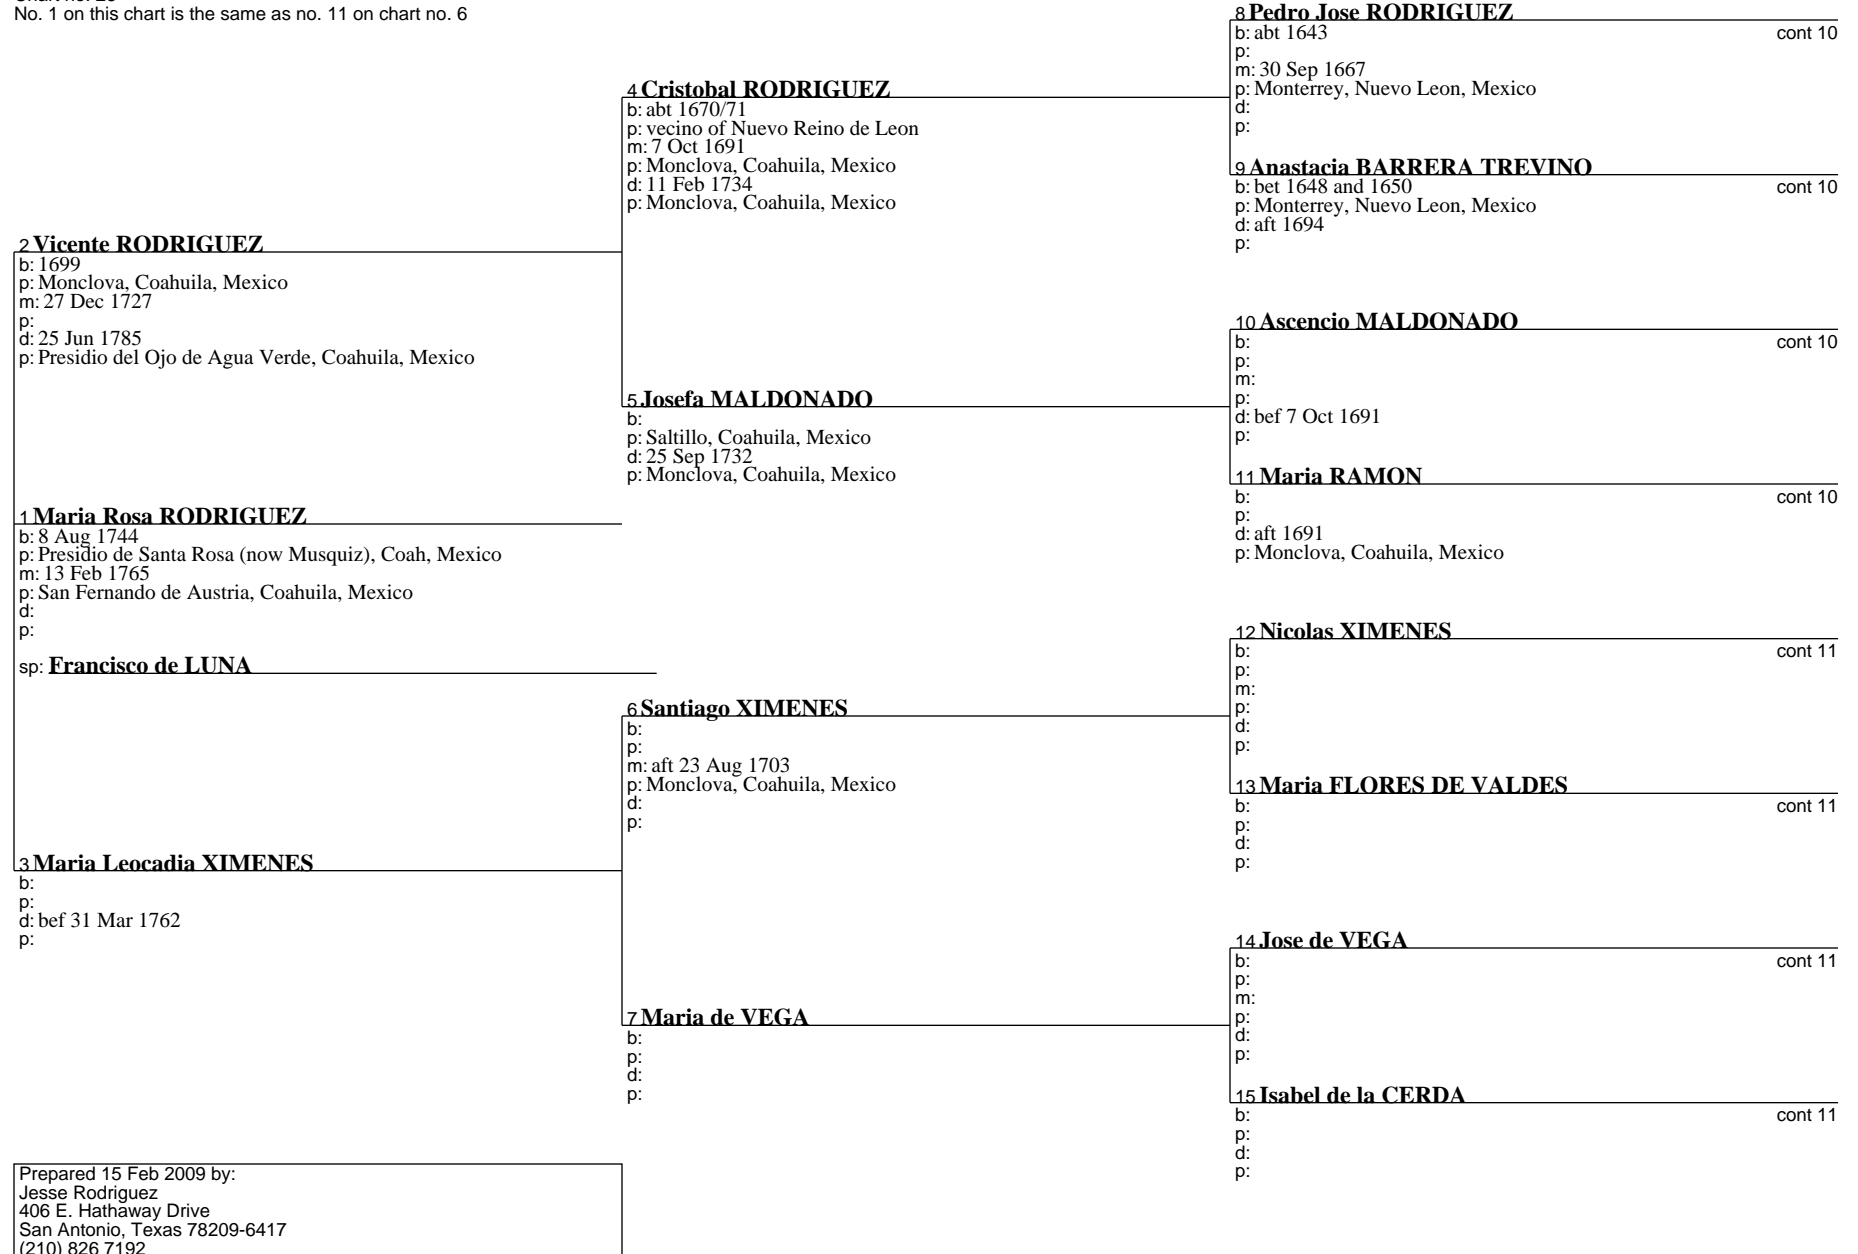 No. 1 on this chart is the same as no. 11 on chart no. 6
8 Pedro Jose RODRIGUEZ
b: abt 1643
cont 10
p:
m: 30 Sep 1667
p: Monterrey, Nuevo Leon, Mexico
d:
p:
4 Cristobal RODRIGUEZ
b: abt 1670/71
p: vecino of Nuevo Reino de Leon
m: 7 Oct 1691
p: Monclova, Coahuila, Mexico
d: 11 Feb 1734
p: Monclova, Coahuila, Mexico
9 Anastacia BARRERA TREVINO
b: bet 1648 and 1650
cont 10
p: Monterrey, Nuevo Leon, Mexico
d: aft 1694
p:
2 Vicente RODRIGUEZ
b: 1699
p: Monclova, Coahuila, Mexico
m: 27 Dec 1727
p:
d: 25 Jun 1785
p: Presidio del Ojo de Agua Verde, Coahuila, Mexico
10 Ascencio MALDONADO
b:
cont 10
p:
m:
p:
d: bef 7 Oct 1691
p:
5 Josefa MALDONADO
b:
p: Saltillo, Coahuila, Mexico
d: 25 Sep 1732
p: Monclova, Coahuila, Mexico
11 Maria RAMON
b:
cont 10
p:
d: aft 1691
p: Monclova, Coahuila, Mexico
1 Maria Rosa RODRIGUEZ
b: 8 Aug 1744
p: Presidio de Santa Rosa (now Musquiz), Coah, Mexico
m: 13 Feb 1765
p: San Fernando de Austria, Coahuila, Mexico
d:
p:
sp: Francisco de LUNA
12 Nicolas XIMENES
b:
cont 11
p:
m:
p:
d:
p:
6 Santiago XIMENES
b:
p:
m: aft 23 Aug 1703
p: Monclova, Coahuila, Mexico
d:
p:
13 Maria FLORES DE VALDES
b:
cont 11
p:
d:
p:
3 Maria Leocadia XIMENES
b:
p:
d: bef 31 Mar 1762
p:
14 Jose de VEGA
b:
cont 11
p:
m:
p:
d:
p:
7 Maria de VEGA
b:
p:
d:
p:
15 Isabel de la CERDA
b:
cont 11
p:
d:
p:
Prepared 15 Feb 2009 by:
Jesse Rodriguez
406 E. Hathaway Drive
San Antonio, Texas 78209-6417
(210) 826 7192